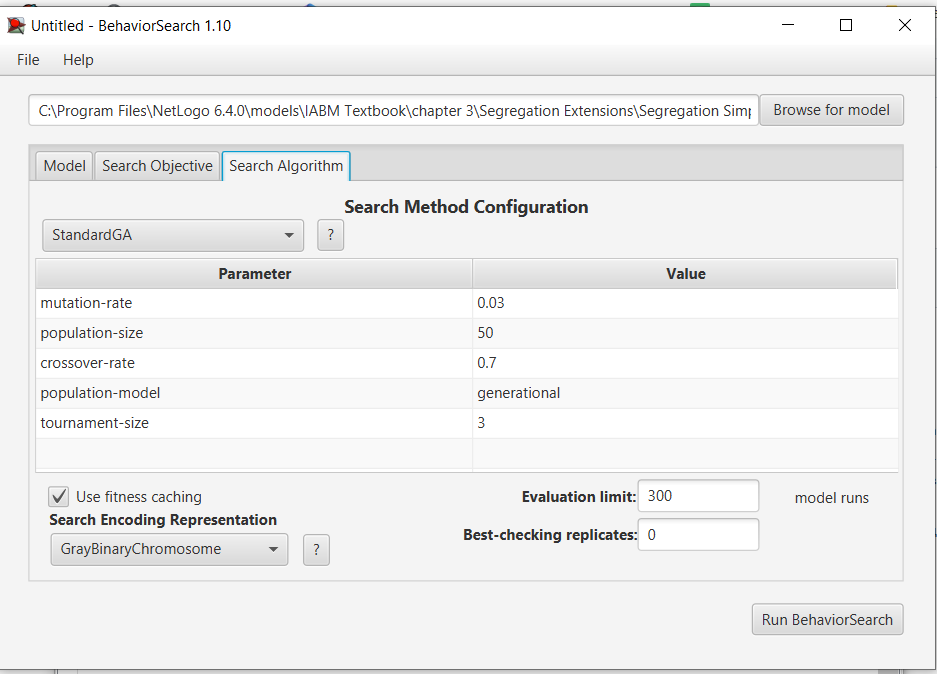 Untitled - BehaviorSearch 1.10
File Help
C:\Program Files\NetLogo 6.4.0\models\IABM Textbook\chapter 3\Segregation Extensions\Segregation Simp Browse for model
Model Search Objective Search Algorithm
Search Method Configuration
StandardGA ?
Parameter Value
mutation-rate 0.03
population-size 50
crossover-rate 0.7
population-model generational
tournament-size 3
Use fitness caching Evaluation limit: 300 model runs
Search Encoding Representation
Best-checking replicates: 0
GrayBinaryChromosome ?
Run BehaviorSearch